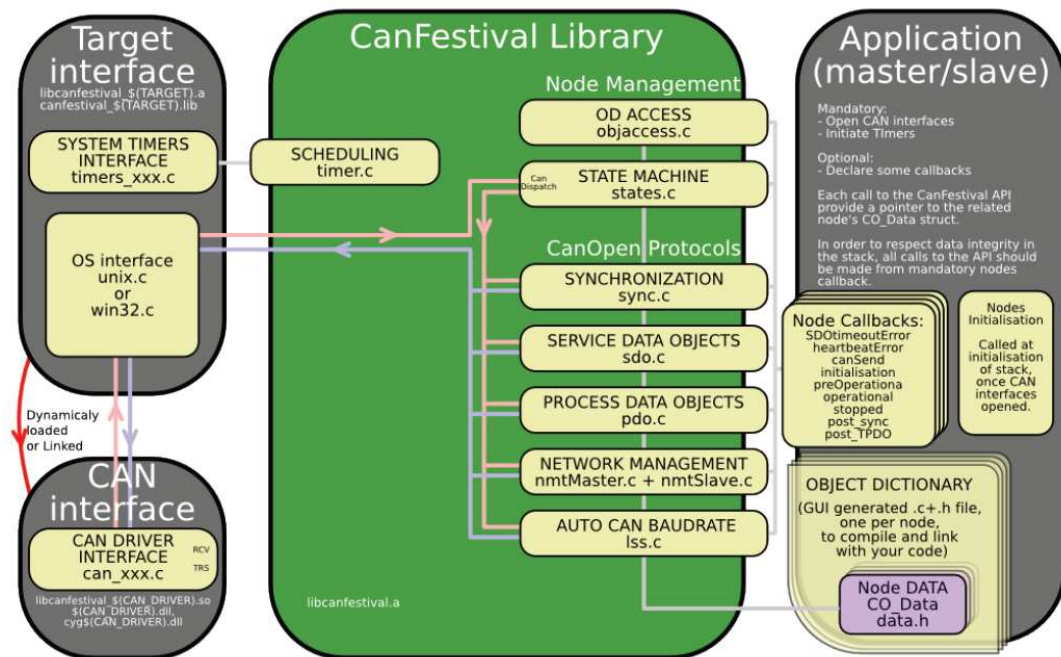 Target
interface
libcanfestival_$(TARGET).a
canfestival_$(TARGET).lib
SYSTEM TIMERS
INTERFACE
timers_xxx.c
OS interface
unix.c
or
win32.c
Dynamicaly
loaded
or Linked
CAN
interface
CAN DRIVER
INTERFACE
can_xxx.c
RCV
TRS
libcanfestival_$(CAN_DRIVER).so
$(CAN_DRIVER).dll,
cyg$(CAN_DRIVER).dll
CanFestival Library
SCHEDULING
timer.c
Node Management
OD ACCESS
objaccess.c
Can
Dispatch
STATE MACHINE
states.c
CanOpen Protocols
SYNCHRONIZATION
sync.c
SERVICE DATA OBJECTS
sdo.c
PROCESS DATA OBJECTS
pdo.c
NETWORK MANAGEMENT
nmtMaster.c + nmtSlave.c
AUTO CAN BAUDRATE
lss.c
libcanfestival.a
Application
(master/slave)
Mandatory:
- Open CAN interfaces
- Initiate TImers
Optional:
- Declare some callbacks
Each call to the CanFestival API
provide a pointer to the related
node's CO_Data struct.
In order to respect data integrity in
the stack, all calls to the API should
be made from mandatory nodes
callback.
Node Callbacks:
SDOtimeoutError
heartbeatError
canSend
initialisation
preOperationa
operational
stopped
post_sync
post_TPDO
Nodes
Initialisation
Called at
initialisation
of stack,
once CAN
interfaces
opened.
OBJECT DICTIONARY
(GUI generated .c+.h file,
one per node,
to compile and link
with your code)
Node DATA
CO_Data
data.h